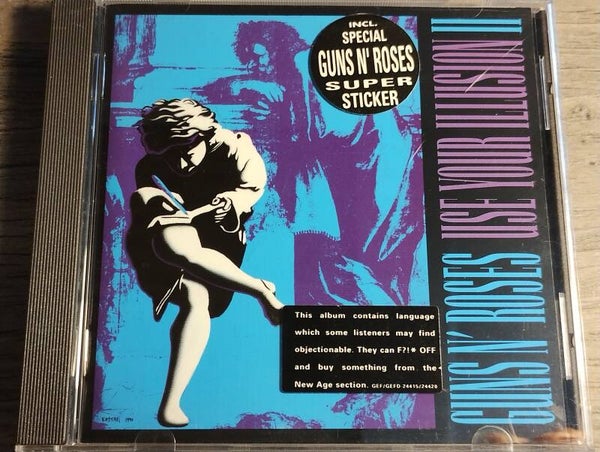 INCL.
SPECIAL
GUNS N' ROSES
SUPER
STICKER
GUNS N' ROSES USE YOUR ILLUSION II
This album contains language
which some listeners may find
objectionable. They can F?!* OFF
and buy something from the
New Age section. GEF/GEFD 24415/24420